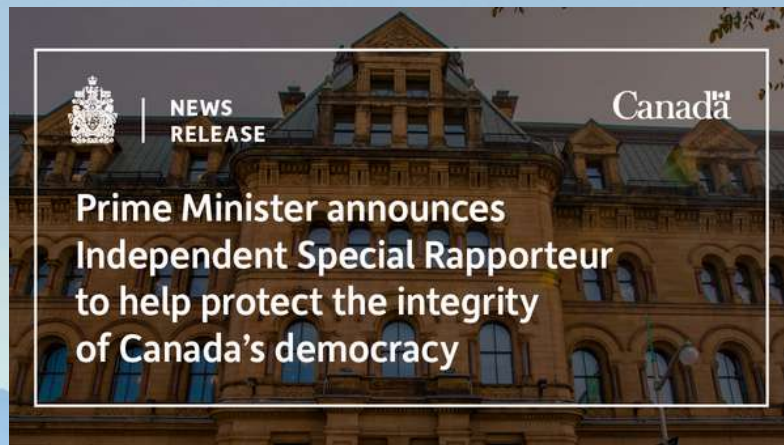 NEWS
RELEASE
Canada
Prime Minister announces
Independent Special Rapporteur
to help protect the integrity
of Canada's democracy